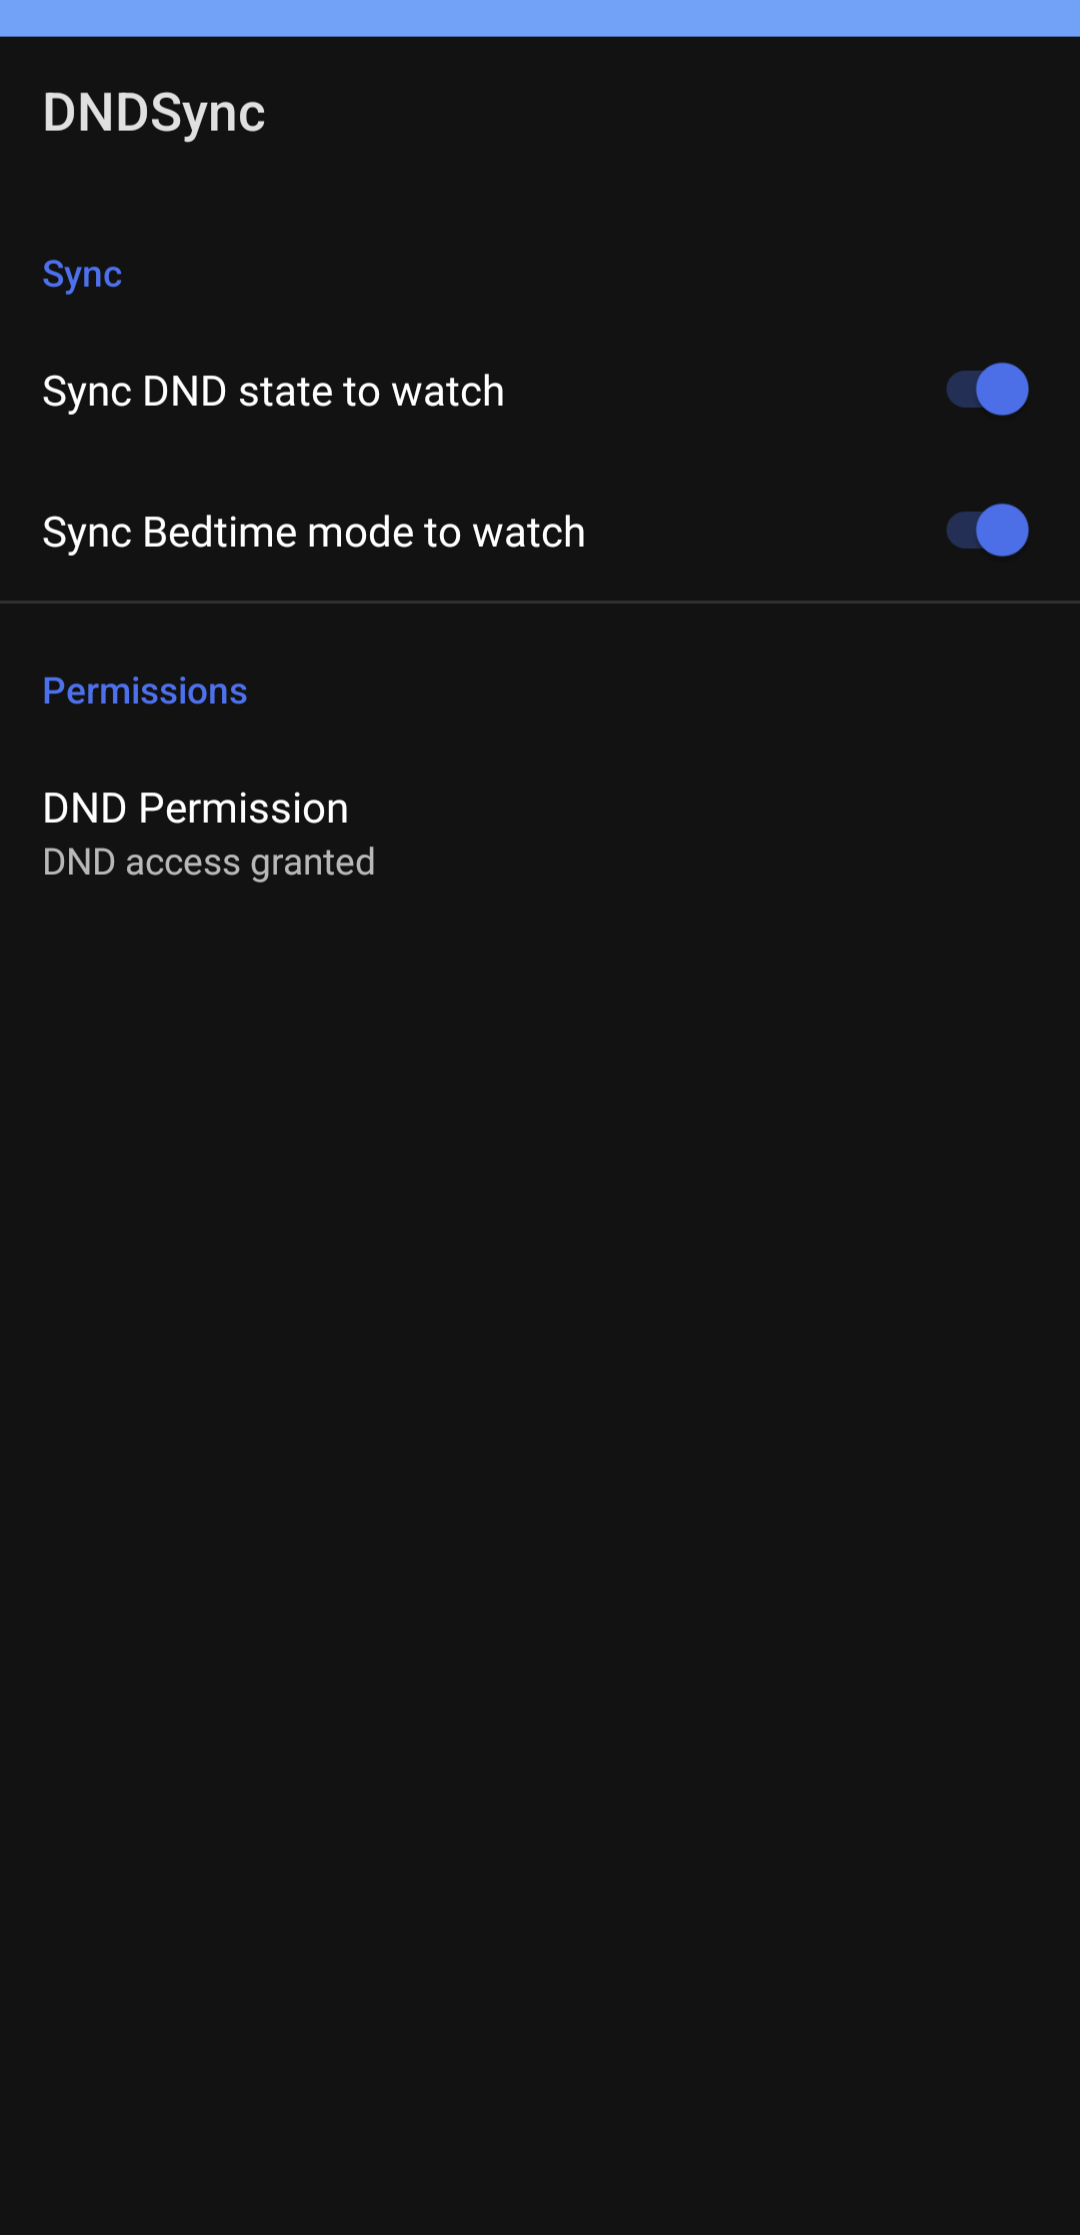 DNDSync
Sync
Sync DND state to watch
Sync Bedtime mode to watch
Permissions
DND Permission
DND access granted